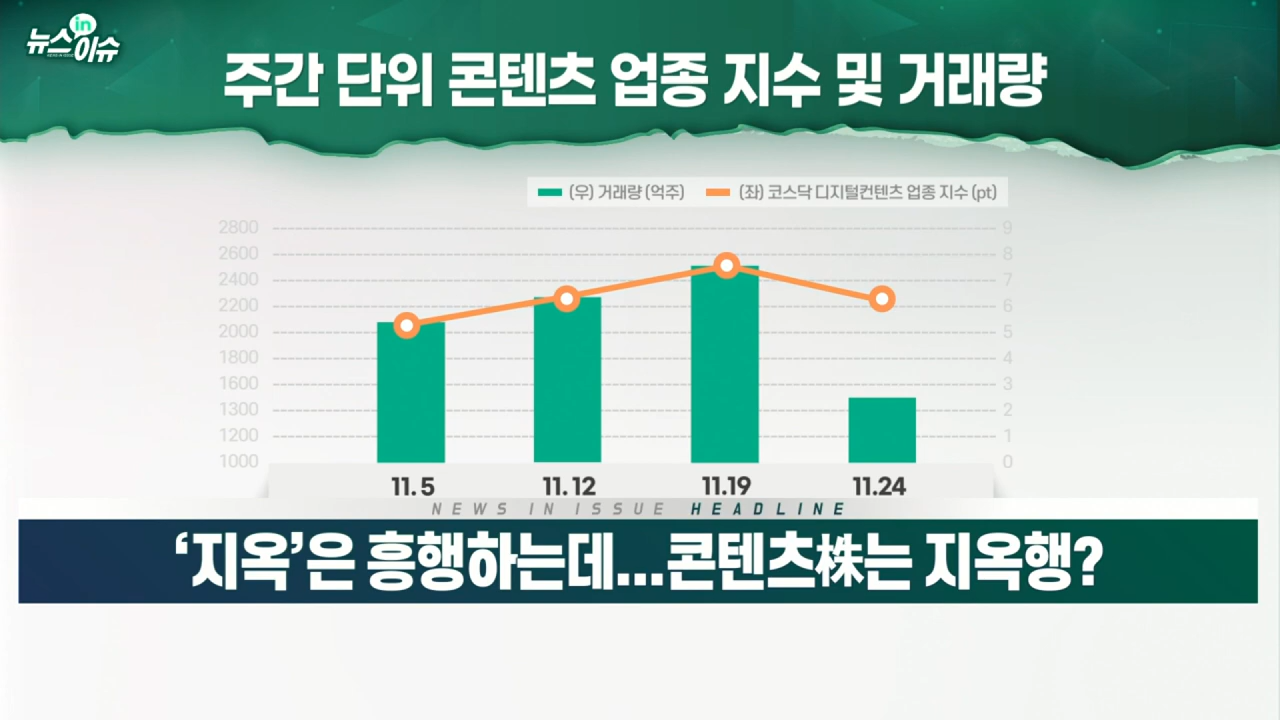 뉴스in이슈
주간 단위 콘텐츠 업종 지수 및 거래량
(우) 거래량 (억주) (좌) 코스닥 디지털컨텐츠 업종 지수 (pt)
2800 9
2600 8
2400 7
2200 6
2000 5
1800 4
1600 3
1300 2
1200 1
1000 0
11.5 11.12 11.19 11.24
NEWS IN ISSUE HEADLINE
‘지옥’은 흥행하는데...콘텐츠株는 지옥행?